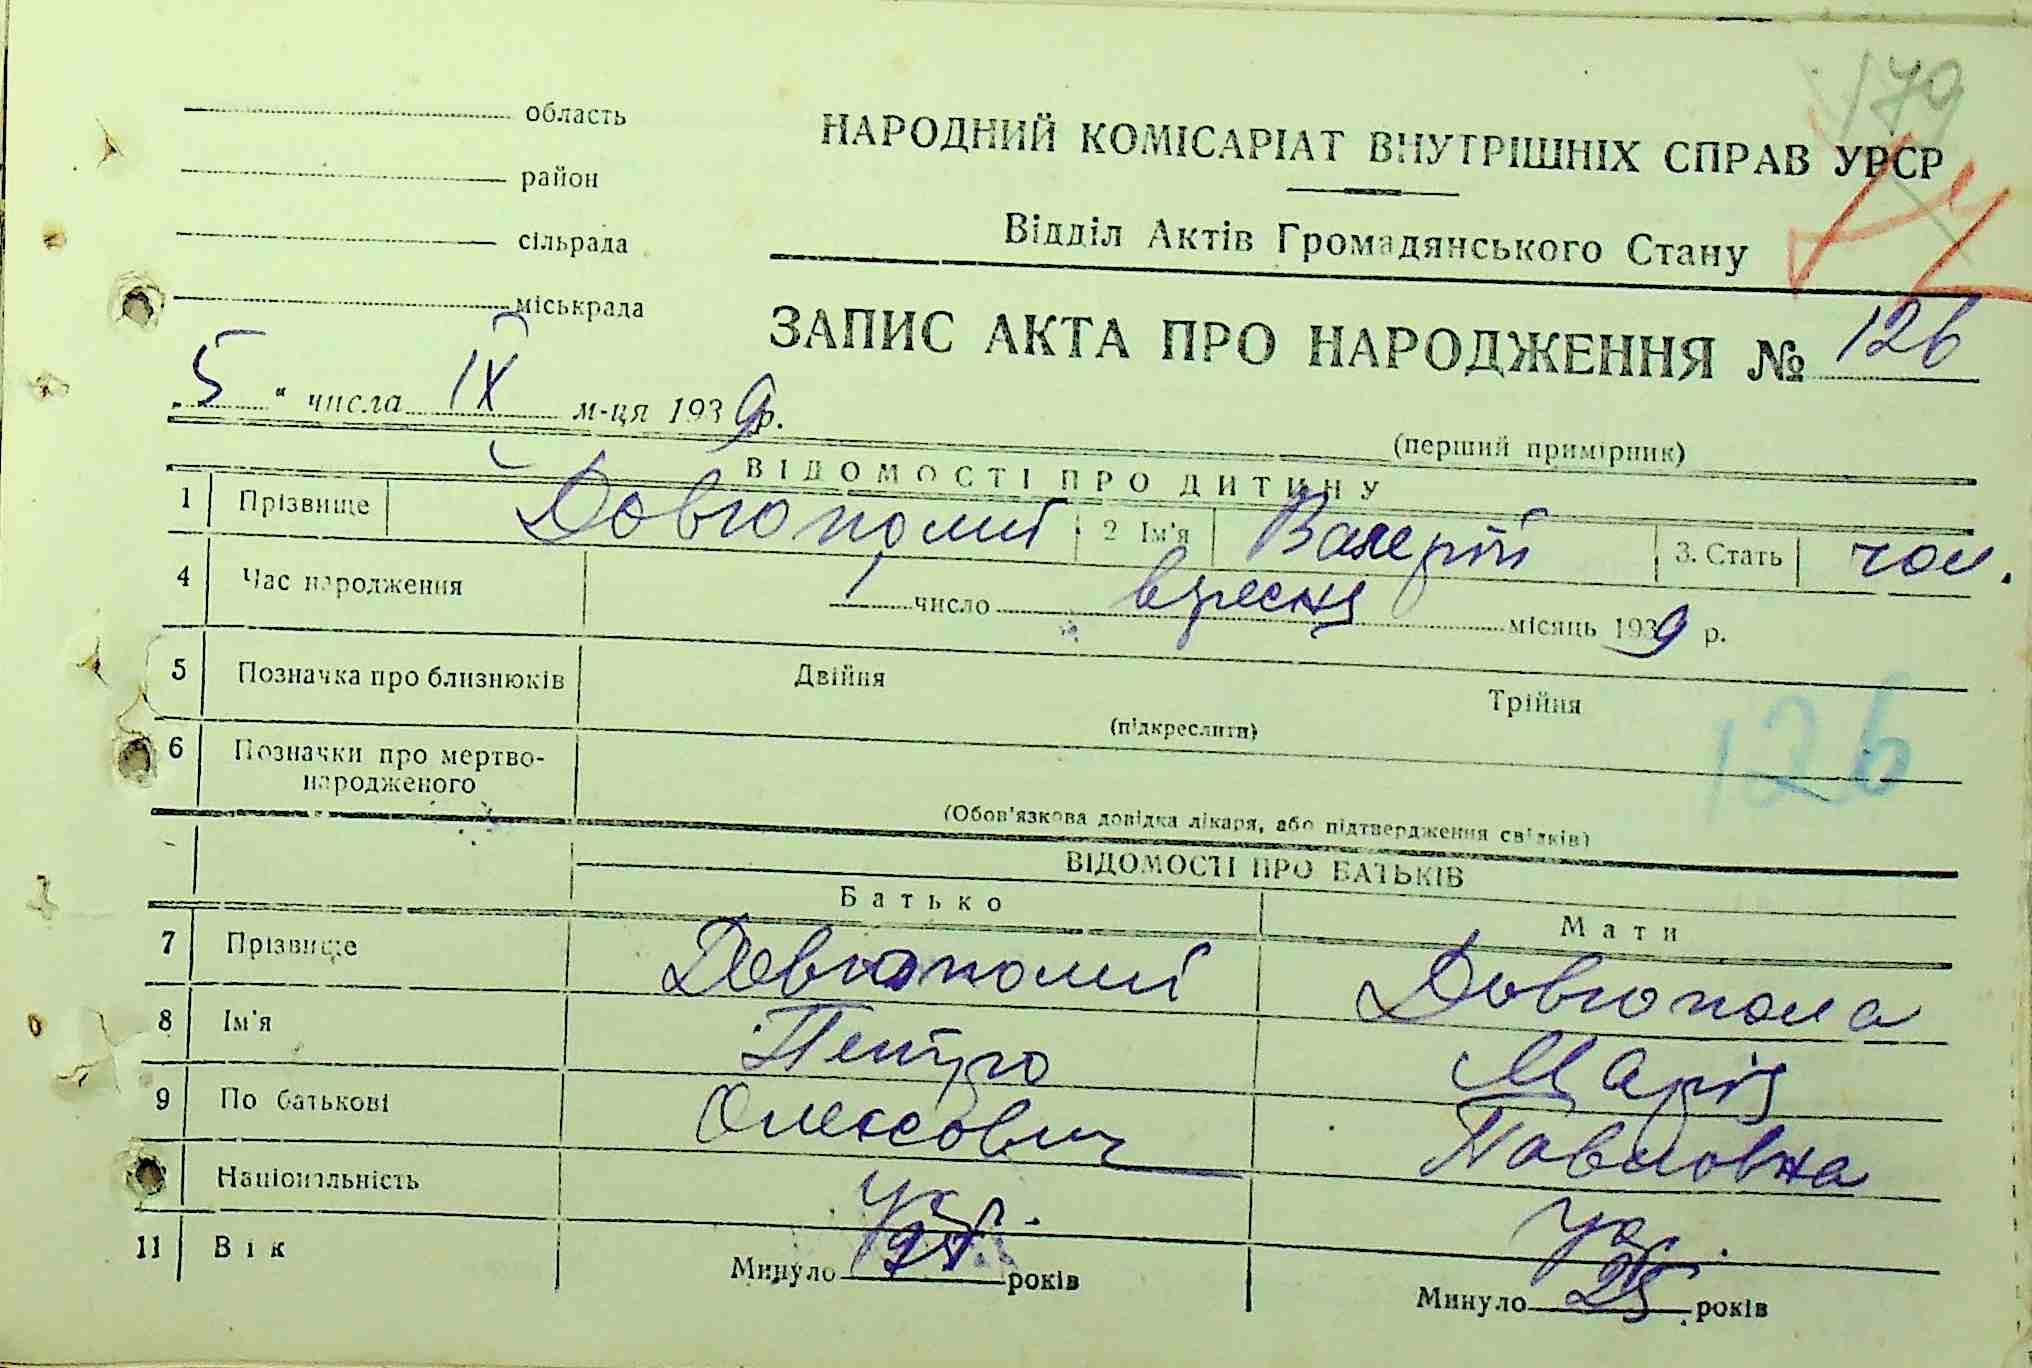 179
область
НАРОДНИЙ КОМІСАРІАТ ВНУТРІШНІХ СПРАВ УРСР
район
Відділ Актів Громадянського Стану
сільрада
міськрада
ЗАПИС АКТА ПРО НАРОДЖЕННЯ № 126
„5“ числа IX м-ця 1939 р.
(перший примірник)
ВІДОМОСТІ ПРО ДИТИНУ
1 Прізвище Довгополий 2 Ім'я Валерій 3. Стать чол.
4 Час народження 1 число вересня місяць 1939 р.
5 Позначка про близнюків Двійня Трійня
(підкреслити)
126
6 Позначки про мертво-
народженого
(Обов'язкова довідка лікаря, або підтвердження свідків)
ВІДОМОСТІ ПРО БАТЬКІВ
Батько Мати
7 Прізвище Довгополий Довгопола
8 Ім'я Петро Марія
9 По батькові Олексович Павловна
Національність Укр. Укр.
11 Вік Минуло років Минуло 25 років